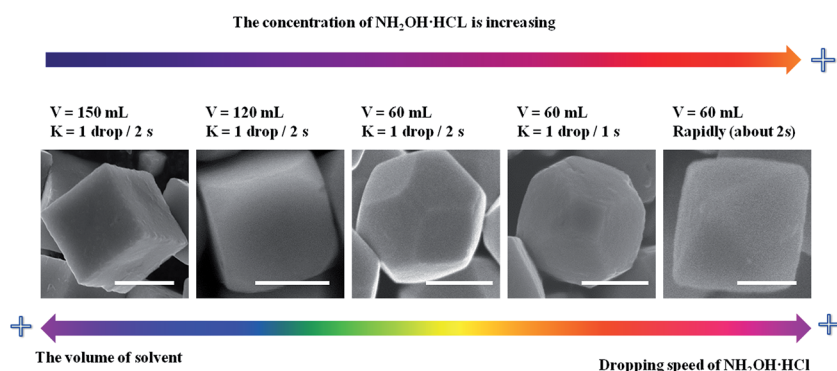 The concentration of NH₂OH·HCL is increasing
V = 150 mL
K = 1 drop / 2 s
V = 120 mL
K = 1 drop / 2 s
V = 60 mL
K = 1 drop / 2 s
V = 60 mL
K = 1 drop / 1 s
V = 60 mL
Rapidly (about 2s)
The volume of solvent
Dropping speed of NH₂OH·HCl